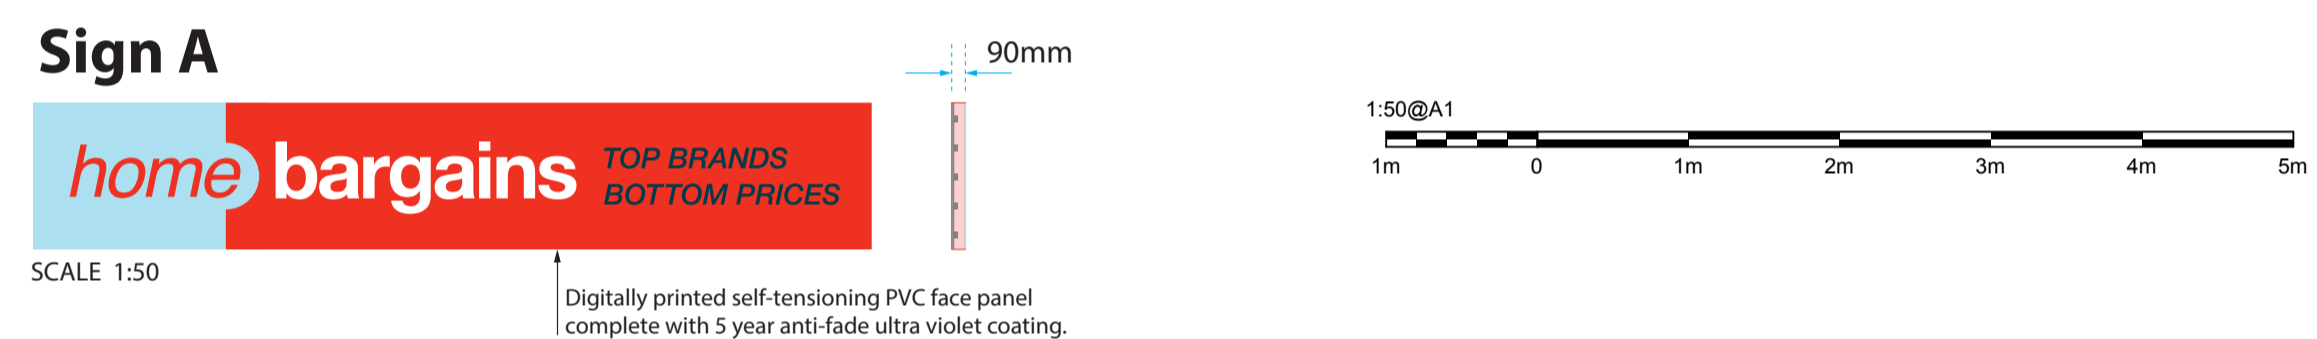 Sign A
90mm
home bargains
TOP BRANDS
BOTTOM PRICES
SCALE 1:50
Digitally printed self-tensioning PVC face panel
complete with 5 year anti-fade ultra violet coating.
1:50@A1
1m 0 1m 2m 3m 4m 5m